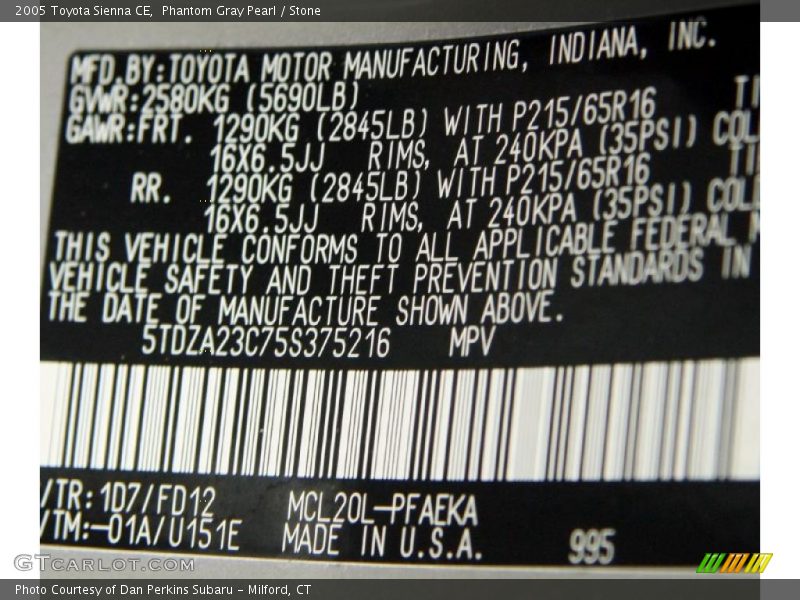 2005 Toyota Sienna CE, Phantom Gray Pearl / Stone
MFD.BY:TOYOTA MOTOR MANUFACTURING, INDIANA, INC.
GVWR:2580KG (5690LB)
GAWR:FRT. 1290KG (2845LB) WITH P215/65R16 TI
16X6.5JJ RIMS, AT 240KPA (35PSI) COL
RR. 1290KG (2845LB) WITH P215/65R16 TI
16X6.5JJ RIMS, AT 240KPA (35PSI) COL
THIS VEHICLE CONFORMS TO ALL APPLICABLE FEDERAL M
VEHICLE SAFETY AND THEFT PREVENTION STANDARDS IN
THE DATE OF MANUFACTURE SHOWN ABOVE.
5TDZA23C75S375216 MPV
/TR:1D7/FD12 MCL20L-PFAEKA
/TM:-01A/U151E MADE IN U.S.A. 995
GTCARLOT.COM
Photo Courtesy of Dan Perkins Subaru - Milford, CT